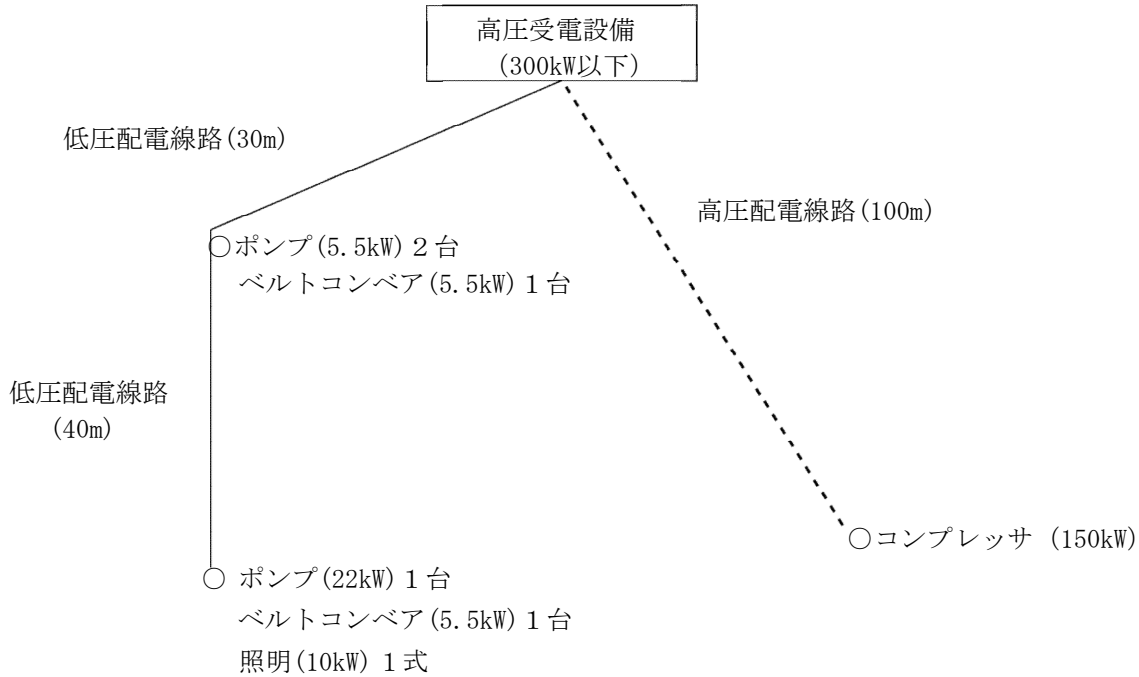 高圧受電設備
(300kW以下)
低圧配電線路(30m)
高圧配電線路(100m)
○ポンプ(5.5kW)２台
ベルトコンベア(5.5kW)１台
低圧配電線路
(40m)
○コンプレッサ (150kW)
○ ポンプ(22kW)１台
ベルトコンベア(5.5kW)１台
照明(10kW)１式